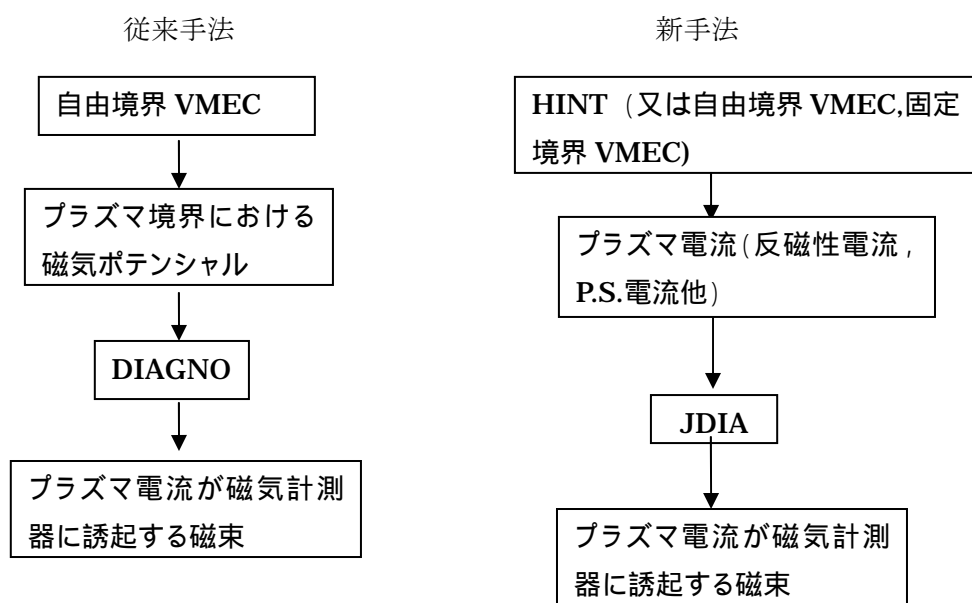 従来手法
自由境界 VMEC
プラズマ境界における
磁気ポテンシャル
DIAGNO
プラズマ電流が磁気計測
器に誘起する磁束
新手法
HINT (又は自由境界 VMEC,固定
境界 VMEC)
プラズマ電流(反磁性電流,
P.S.電流他)
JDIA
プラズマ電流が磁気計測
器に誘起する磁束